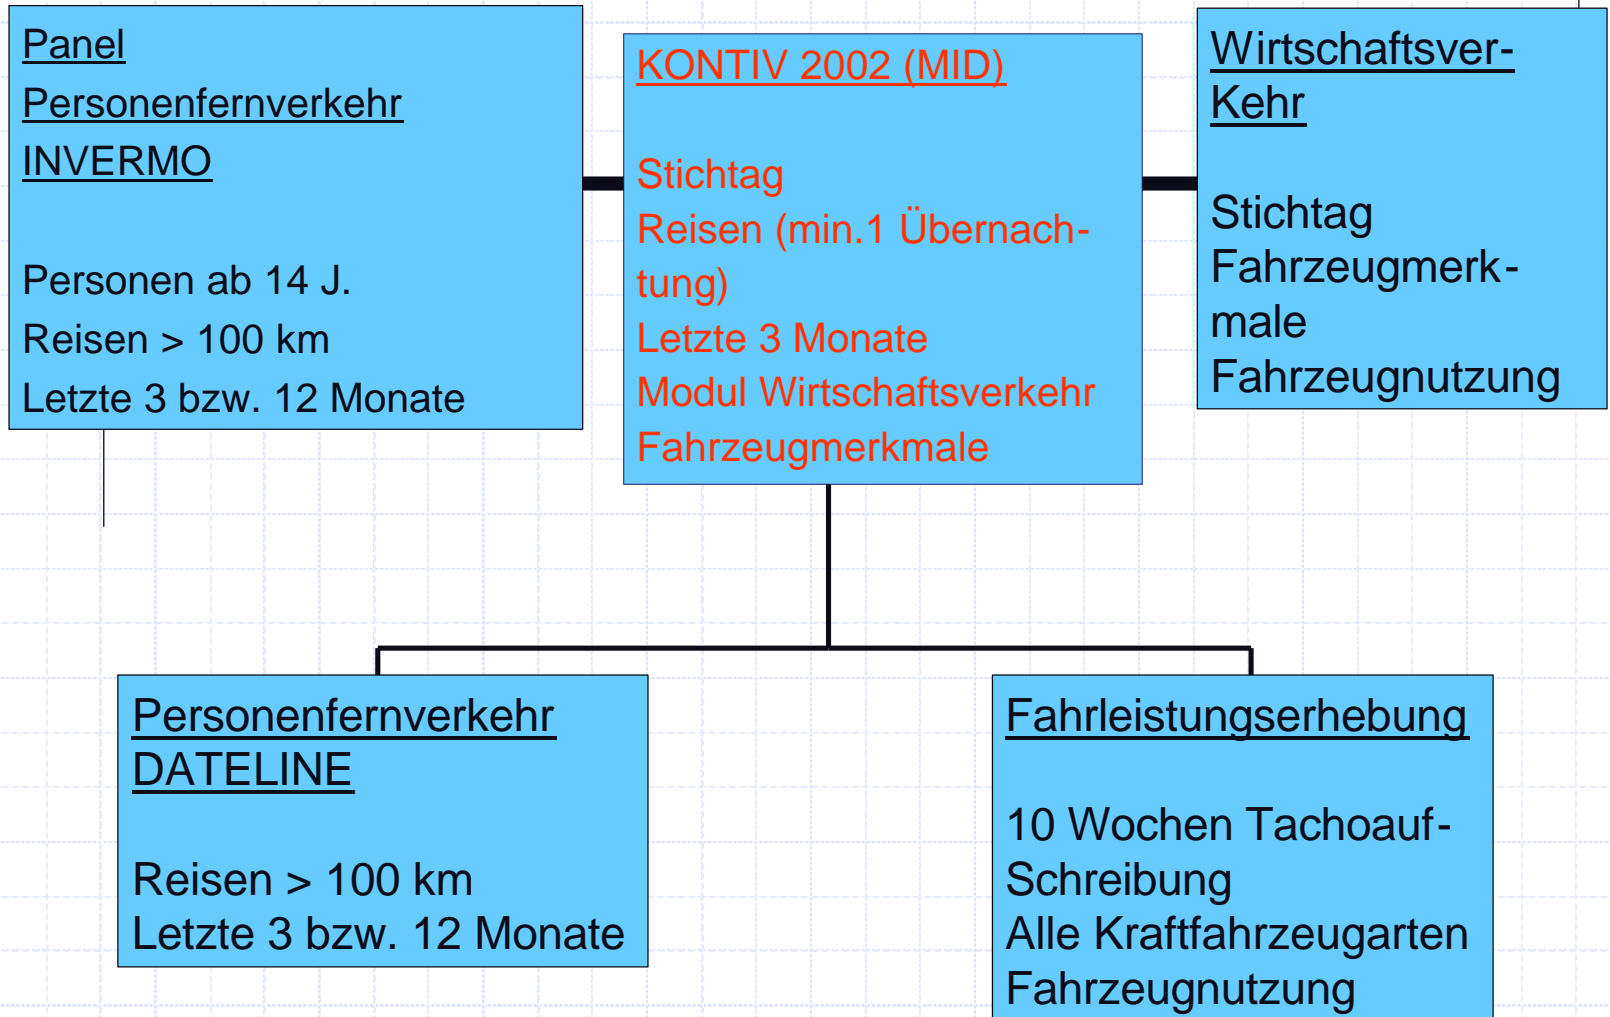 Panel
Personenfernverkehr
INVERMO
Personen ab 14 J.
Reisen > 100 km
Letzte 3 bzw. 12 Monate
KONTIV 2002 (MID)
Stichtag
Reisen (min.1 Übernach-
tung)
Letzte 3 Monate
Modul Wirtschaftsverkehr
Fahrzeugmerkmale
Wirtschaftsver-
Kehr
Stichtag
Fahrzeugmerk-
male
Fahrzeugnutzung
Personenfernverkehr
DATELINE
Reisen > 100 km
Letzte 3 bzw. 12 Monate
Fahrleistungserhebung
10 Wochen Tachoauf-
Schreibung
Alle Kraftfahrzeugarten
Fahrzeugnutzung